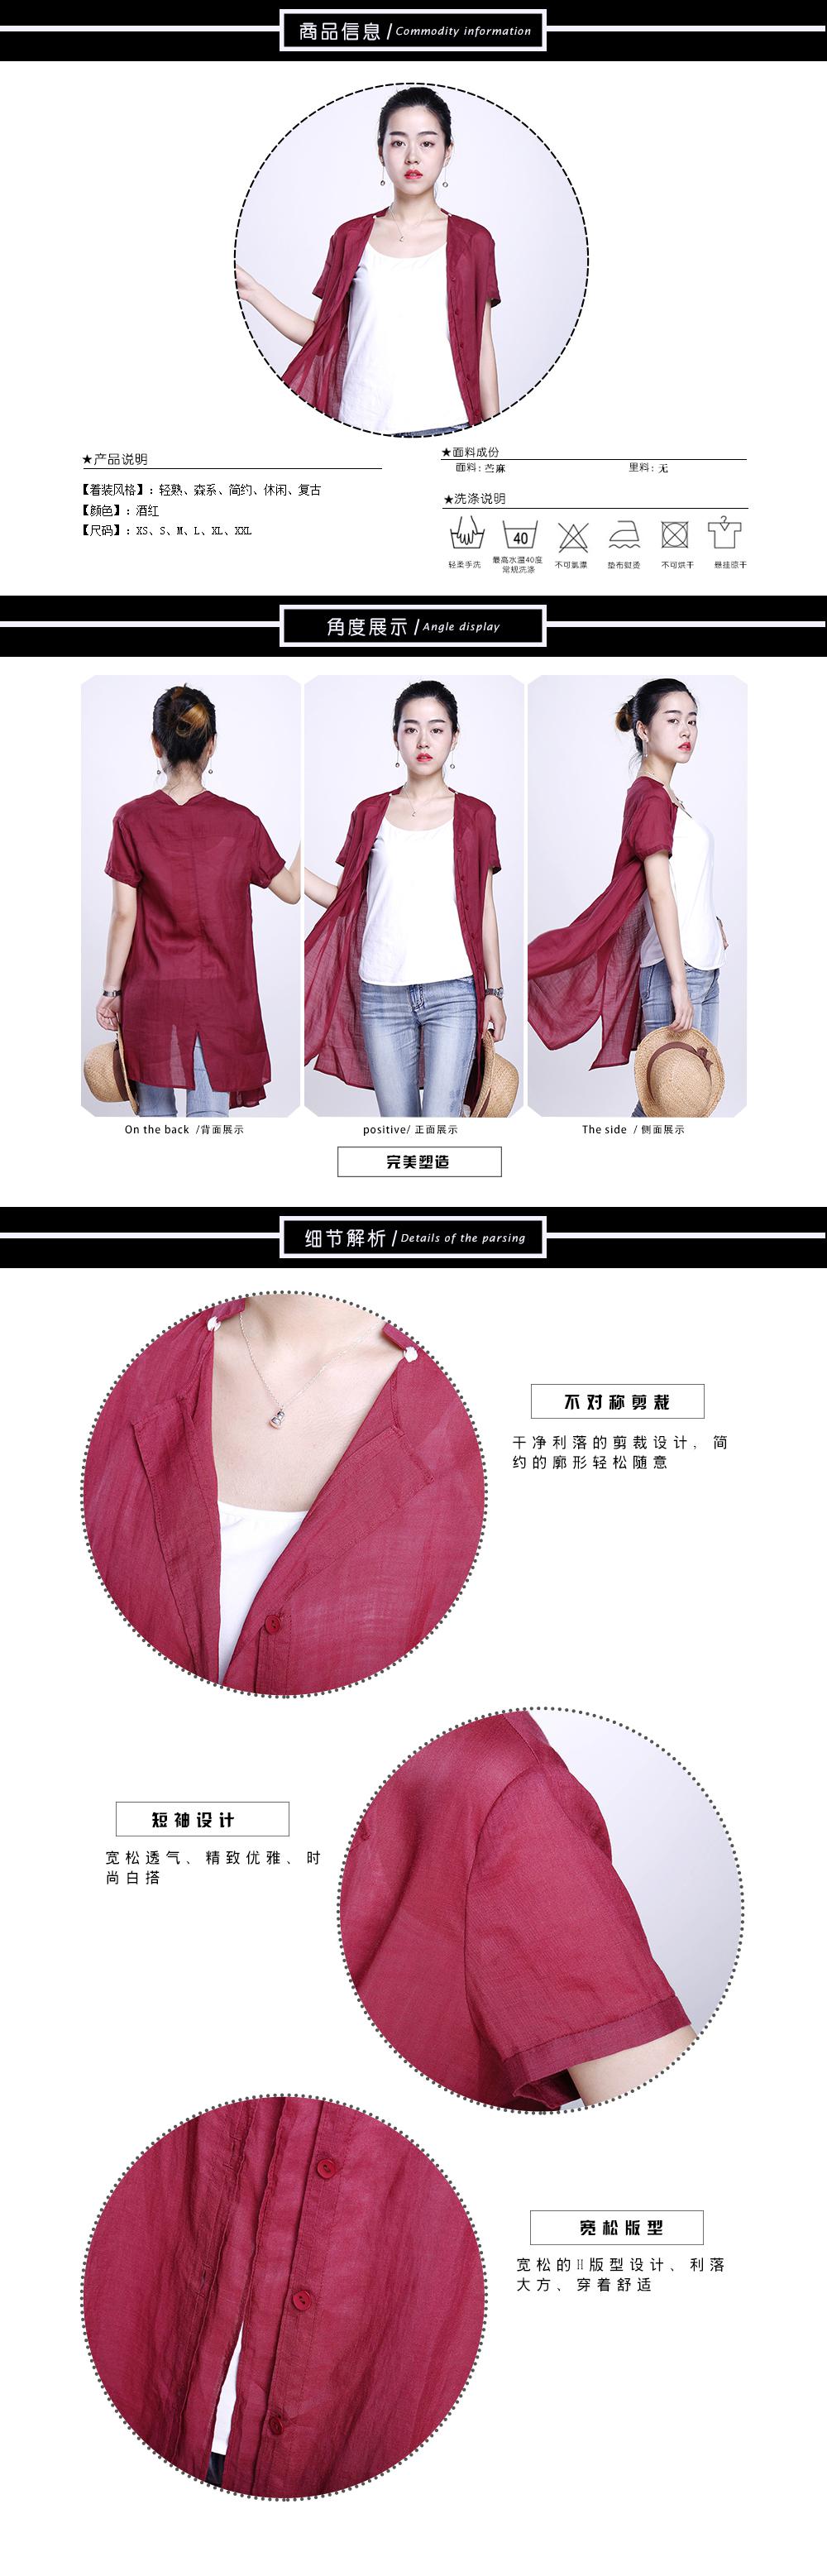 商品信息/Commodity information
★产品说明
【着装风格】：轻熟、森系、简约、休闲、复古
【颜色】：酒红
【尺码】：XS、S、M、L、XL、XXL
★面料成份
面料：苎麻 里料：无
★洗涤说明
40
轻柔手洗 最高水温40度 常规洗涤 不可氯漂 垫布熨烫 不可烘干 悬挂晾干
角度展示/Angle display
On the back /背面展示 positive/ 正面展示 The side / 侧面展示
完美塑造
细节解析/Details of the parsing
不对称剪裁
干净利落的剪裁设计，简
约的廓形轻松随意
短袖设计
宽松透气、精致优雅、时
尚白搭
宽松版型
宽松的H版型设计、利落
大方、穿着舒适